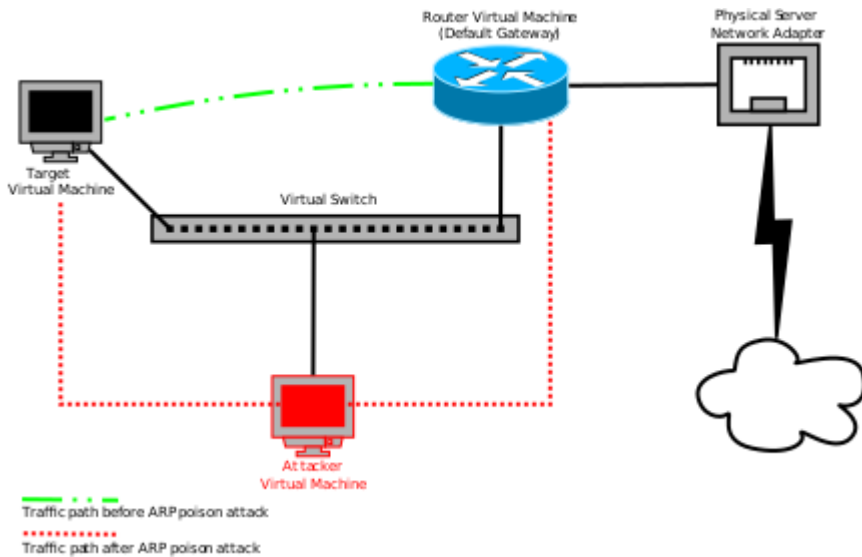 Router Virtual Machine
(Default Gateway)
Physical Server
Network Adapter
Target
Virtual Machine
Virtual Switch
Attacker
Virtual Machine
Traffic path before ARP poison attack
Traffic path after ARP poison attack